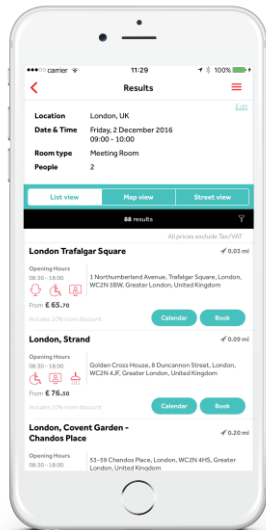 carrier
11:29
100%
Results
Edit
Location London, UK
Date & Time Friday, 2 December 2016
09:00 - 10:00
Room type Meeting Room
People 2
List view Map view Street view
88 results
All prices exclude Tax/VAT
London Trafalgar Square 0.03 mi
Opening Hours
08:30 - 18:00
1 Northumberland Avenue, Trafalgar Square, London,
WC2N 5BW, Greater London, United Kingdom
From £ 65.70
Includes 10% room discount
Calendar Book
London, Strand 0.09 mi
Opening Hours
08:30 - 18:00
Golden Cross House, 8 Duncannon Street, London,
WC2N 4JF, Greater London, United Kingdom
From £ 76.50
Includes 10% room discount
Calendar Book
London, Covent Garden - 0.20 mi
Chandos Place
Opening Hours
08:30 - 18:00
53-59 Chandos Place, London, WC2N 4HS, Greater
London, United Kingdom